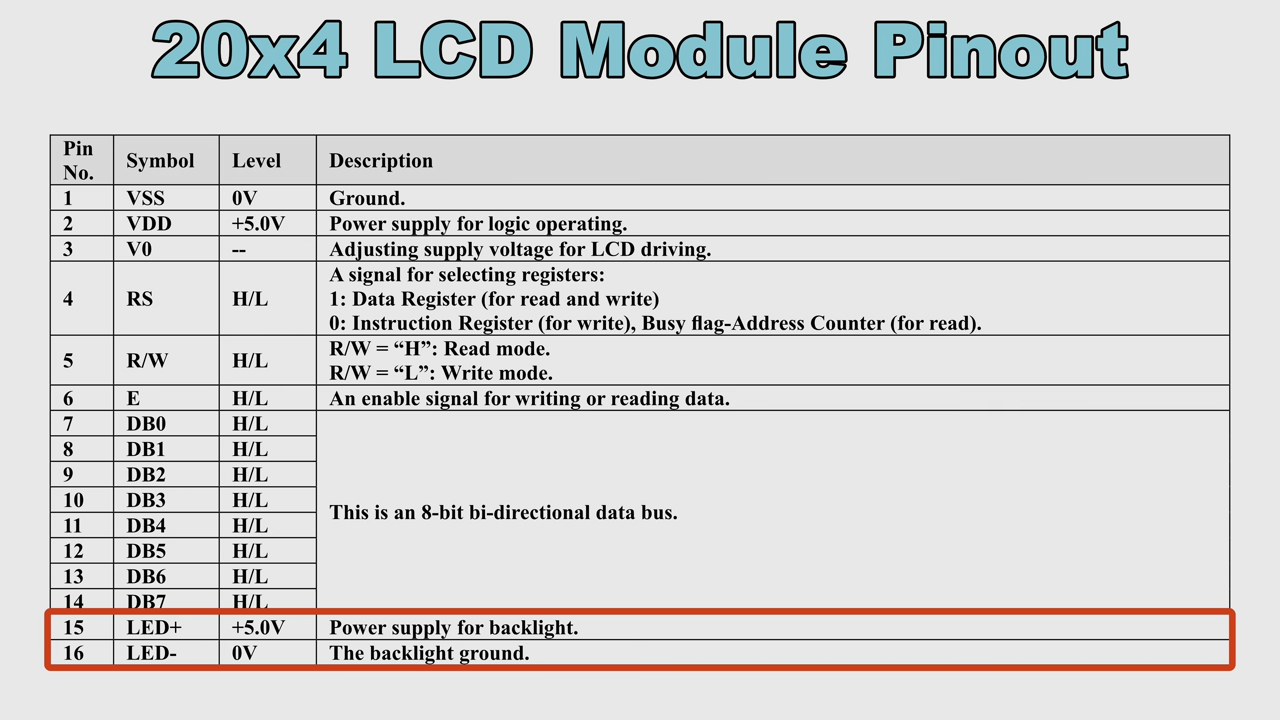 20x4 LCD Module Pinout
Pin No. Symbol Level Description
1 VSS 0V Ground.
2 VDD +5.0V Power supply for logic operating.
3 V0 -- Adjusting supply voltage for LCD driving.
4 RS H/L A signal for selecting registers:
1: Data Register (for read and write)
0: Instruction Register (for write), Busy flag-Address Counter (for read).
5 R/W H/L R/W = “H”: Read mode.
R/W = “L”: Write mode.
6 E H/L An enable signal for writing or reading data.
7 DB0 H/L
8 DB1 H/L
9 DB2 H/L
10 DB3 H/L This is an 8-bit bi-directional data bus.
11 DB4 H/L
12 DB5 H/L
13 DB6 H/L
14 DB7 H/L
15 LED+ +5.0V Power supply for backlight.
16 LED- 0V The backlight ground.